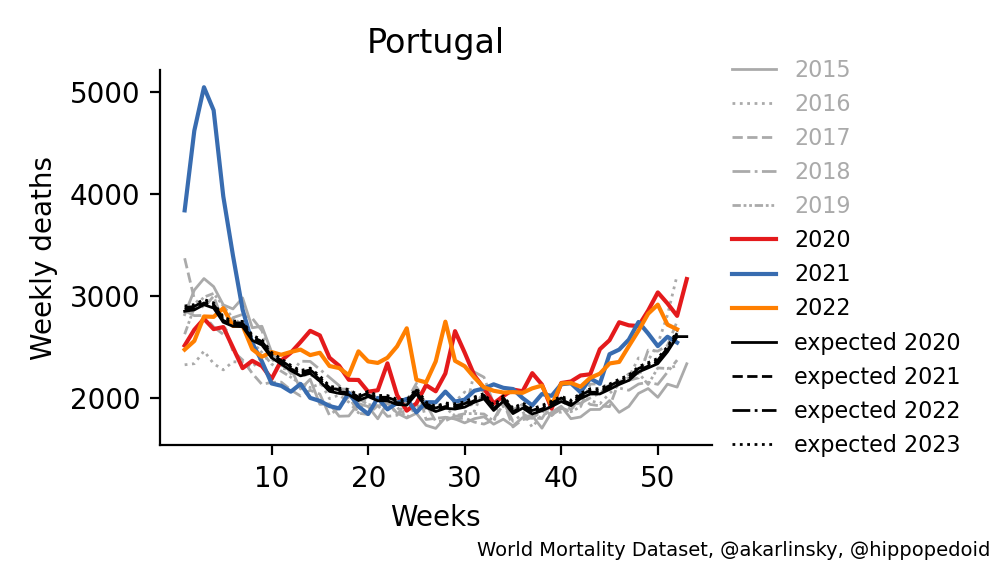 Portugal
Weekly deaths
5000
4000
3000
2000
10 20 30 40 50
Weeks
2015
2016
2017
2018
2019
2020
2021
2022
expected 2020
expected 2021
expected 2022
expected 2023
World Mortality Dataset, @akarlinsky, @hippopedoid